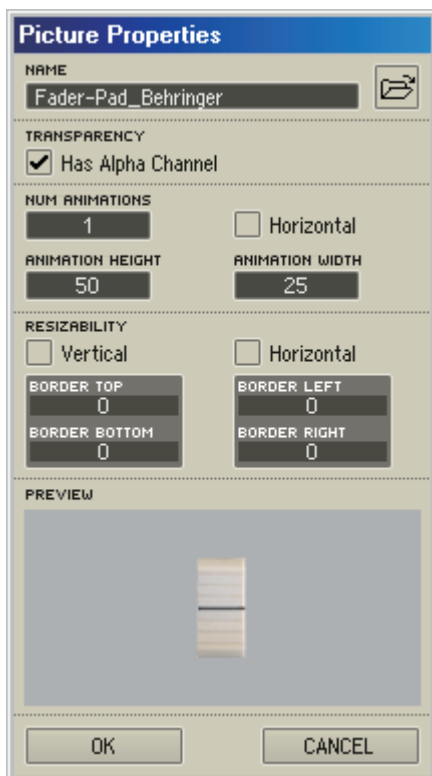 Picture Properties
NAME
Fader-Pad_Behringer
TRANSPARENCY
Has Alpha Channel
NUM ANIMATIONS
1
Horizontal
ANIMATION HEIGHT
ANIMATION WIDTH
50
25
RESIZABILITY
Vertical
Horizontal
BORDER TOP
0
BORDER LEFT
0
BORDER BOTTOM
0
BORDER RIGHT
0
PREVIEW
OK
CANCEL